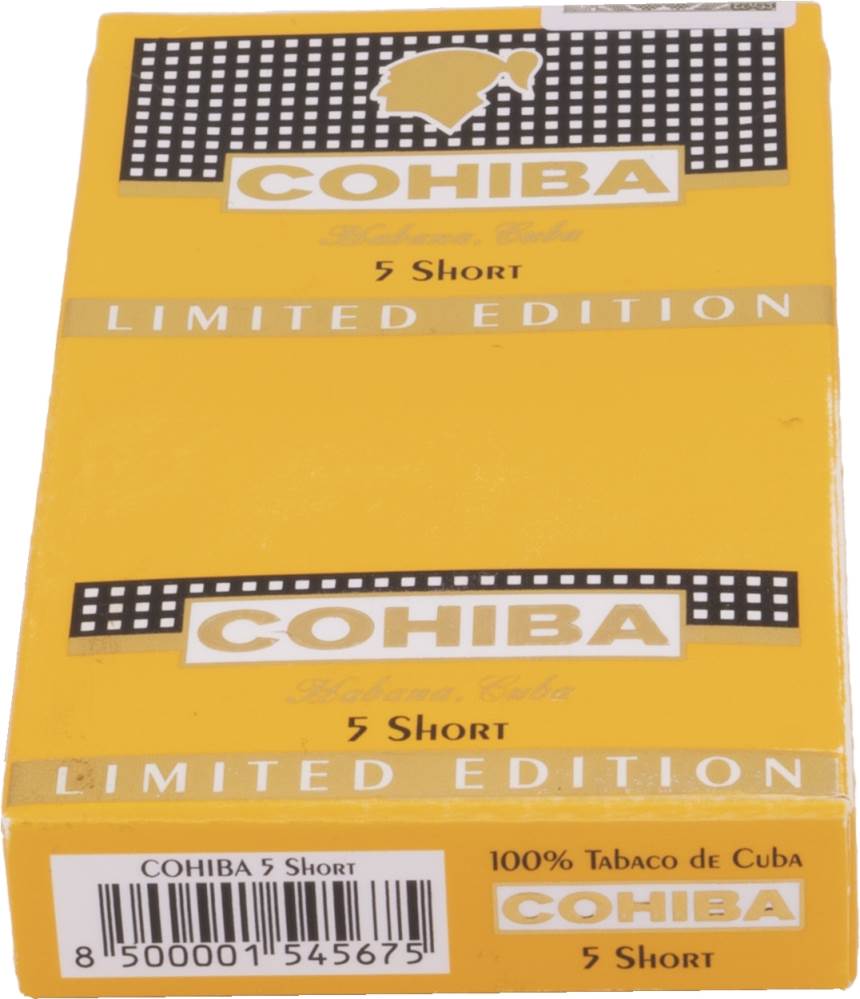 COHIBA
Habana, Cuba
5 SHORT
LIMITED EDITION
COHIBA
Habana, Cuba
5 SHORT
LIMITED EDITION
COHIBA 5 SHORT
8 500001 545675
100% TABACO DE CUBA
COHIBA
5 SHORT